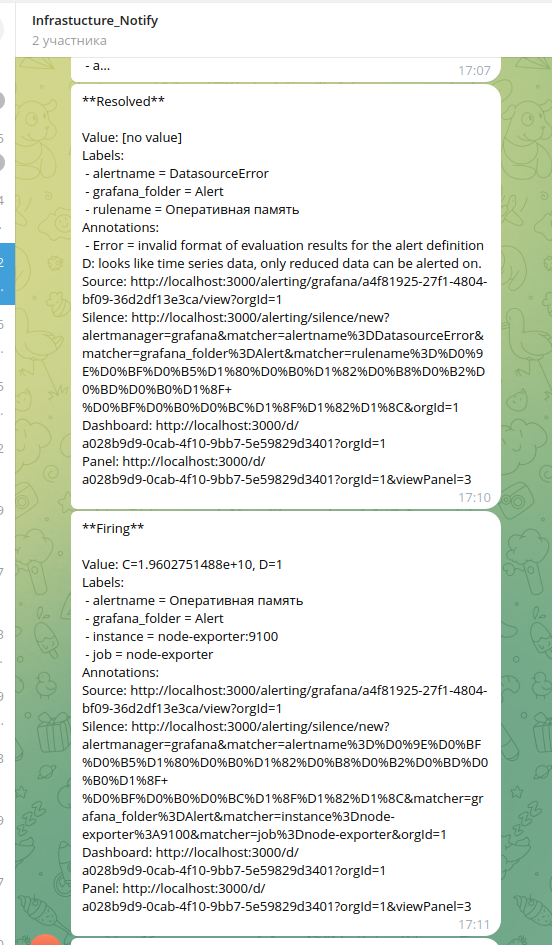 Infrastucture_Notify
2 участника
- a...
17:07
**Resolved**
Value: [no value]
Labels:
- alertname = DatasourceError
- grafana_folder = Alert
- rulename = Оперативная память
Annotations:
- Error = invalid format of evaluation results for the alert definition
D: looks like time series data, only reduced data can be alerted on.
Source: http://localhost:3000/alerting/grafana/a4f81925-27f1-4804-
bf09-36d2df13e3ca/view?orgId=1
Silence: http://localhost:3000/alerting/silence/new?
alertmanager=grafana&matcher=alertname%3DDatasourceError&
matcher=grafana_folder%3DAlert&matcher=rulename%3D%D0%9
E%D0%BF%D0%B5%D1%80%D0%B0%D1%82%D0%B8%D0%B2%D
0%BD%D0%B0%D1%8F+
%D0%BF%D0%B0%D0%BC%D1%8F%D1%82%D1%8C&orgId=1
Dashboard: http://localhost:3000/d/
a028b9d9-0cab-4f10-9bb7-5e59829d3401?orgId=1
Panel: http://localhost:3000/d/
a028b9d9-0cab-4f10-9bb7-5e59829d3401?orgId=1&viewPanel=3
17:10
**Firing**
Value: C=1.9602751488e+10, D=1
Labels:
- alertname = Оперативная память
- grafana_folder = Alert
- instance = node-exporter:9100
- job = node-exporter
Annotations:
Source: http://localhost:3000/alerting/grafana/a4f81925-27f1-4804-
bf09-36d2df13e3ca/view?orgId=1
Silence: http://localhost:3000/alerting/silence/new?
alertmanager=grafana&matcher=alertname%3D%D0%9E%D0%BF
%D0%B5%D1%80%D0%B0%D1%82%D0%B8%D0%B2%D0%BD%D0
%B0%D1%8F+
%D0%BF%D0%B0%D0%BC%D1%8F%D1%82%D1%8C&matcher=gr
afana_folder%3DAlert&matcher=instance%3Dnode-
exporter%3A9100&matcher=job%3Dnode-exporter&orgId=1
Dashboard: http://localhost:3000/d/
a028b9d9-0cab-4f10-9bb7-5e59829d3401?orgId=1
Panel: http://localhost:3000/d/
a028b9d9-0cab-4f10-9bb7-5e59829d3401?orgId=1&viewPanel=3
17:11